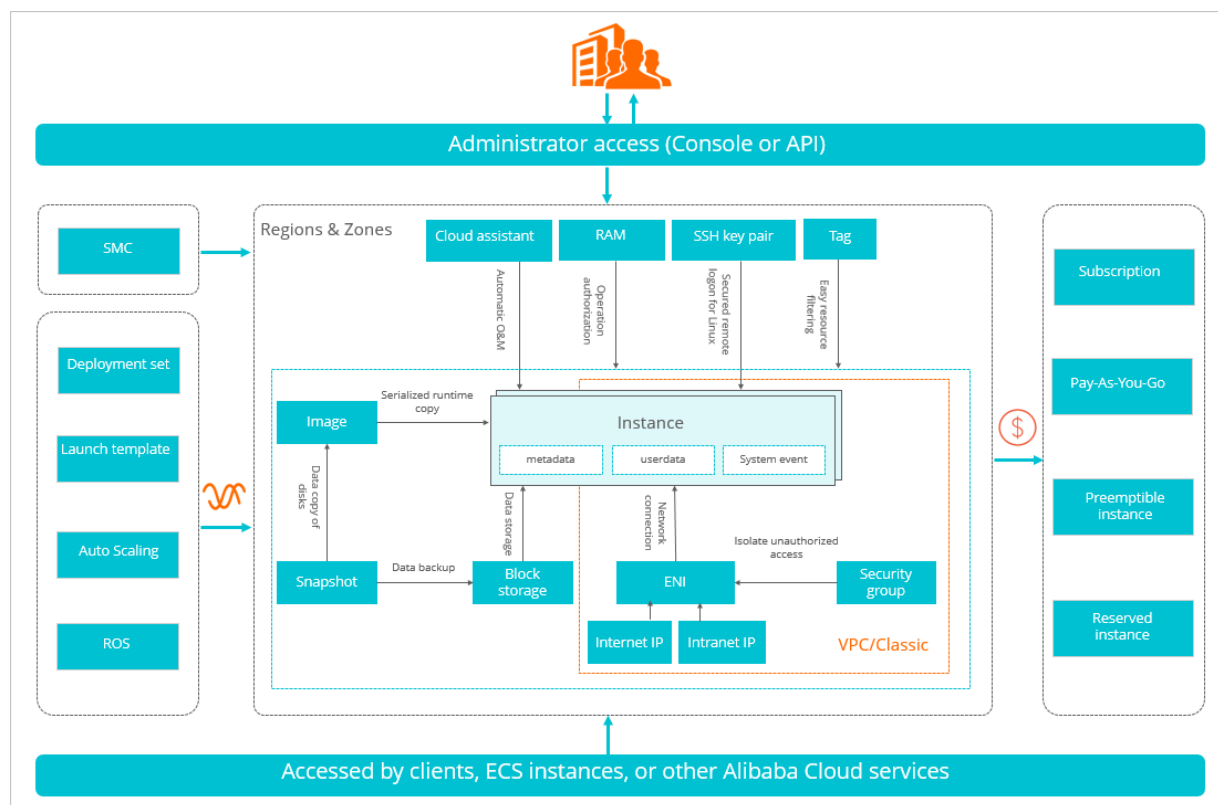 Administrator access (Console or API)
SMC
Deployment set
Launch template
Auto Scaling
ROS
Regions & Zones
Cloud assistant
RAM
SSH key pair
Tag
Automatic O&M
Operation
authorization
Secured remote
logon for Linux
Easy resource
filtering
Image
Serialized runtime
copy
Instance
metadata
userdata
System event
Data copy of
disks
Data storage
Network
connection
Isolate unauthorized
access
Snapshot
Data backup
Block
storage
ENI
Security
group
Internet IP
Intranet IP
VPC/Classic
$
Subscription
Pay-As-You-Go
Preemptible
instance
Reserved
instance
Accessed by clients, ECS instances, or other Alibaba Cloud services